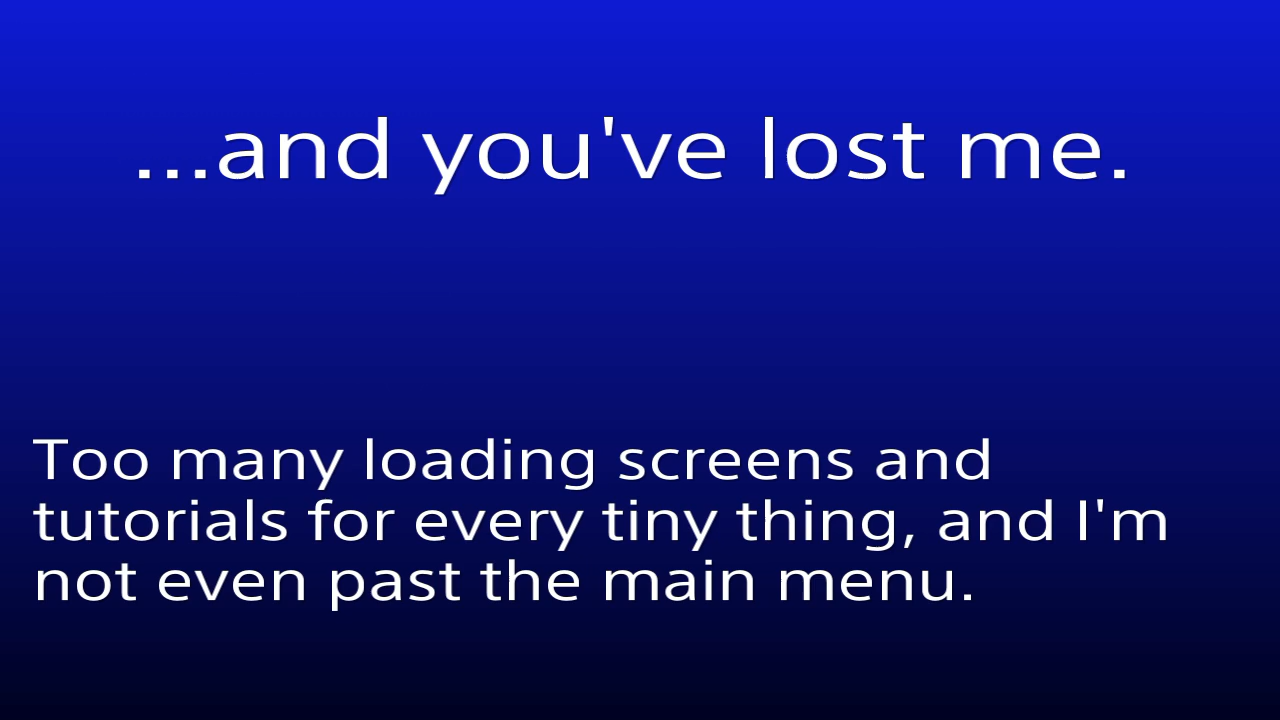 ...and you've lost me.
Too many loading screens and
tutorials for every tiny thing, and I'm
not even past the main menu.